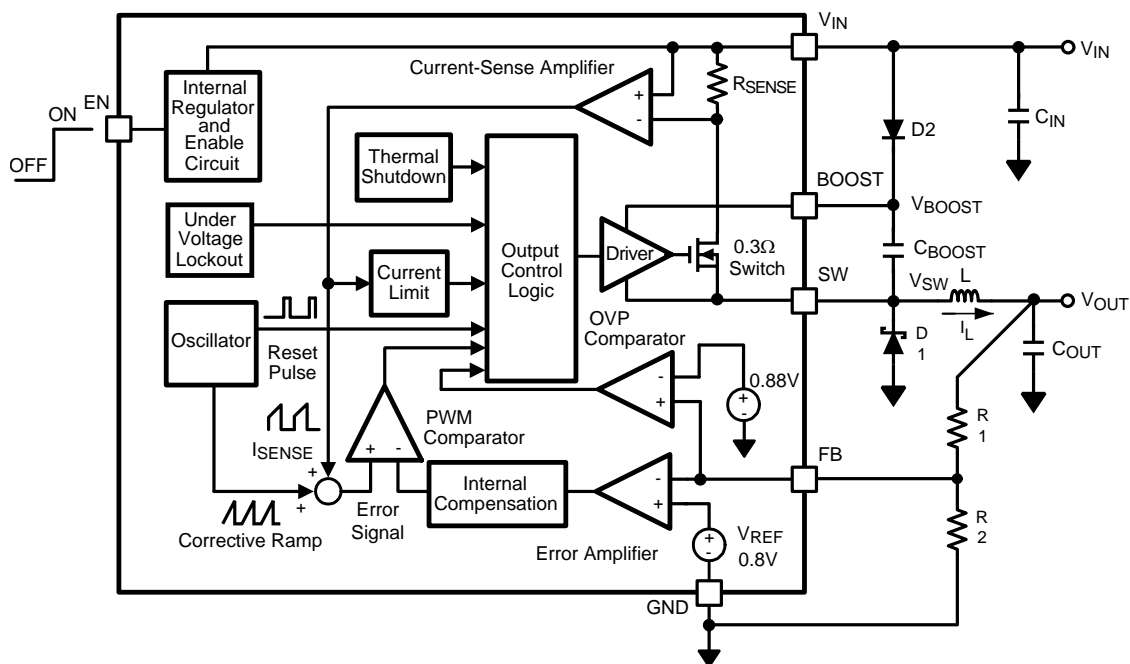 VIN
VIN
Current-Sense Amplifier
RSENSE
+
-
EN
ON
OFF
Internal
Regulator
and
Enable
Circuit
D2
CIN
Thermal
Shutdown
BOOST
VBOOST
Under
Voltage
Lockout
Output
Control
Logic
Driver
0.3Ω
Switch
CBOOST
Current
Limit
SW
VSW
L
VOUT
IL
OVP
Comparator
D
1
COUT
Oscillator
Reset
Pulse
-
+
0.88V
+
-
PWM
Comparator
R
1
ISENSE
+
+
+
-
Internal
Compensation
-
+
FB
Error
Signal
Corrective Ramp
Error Amplifier
+
-
VREF
0.8V
R
2
GND